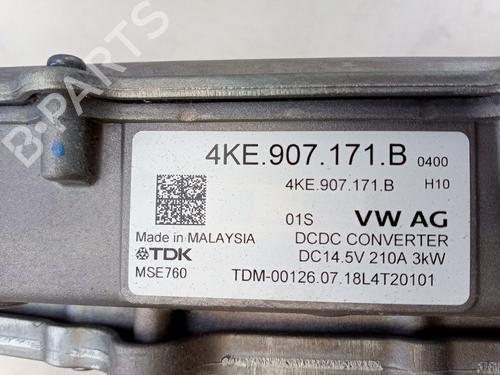 B-PARTS
4KE.907.171.B 0400
4KE.907.171.B H10
01S VW AG
Made in MALAYSIA DCDC CONVERTER
TDK DC14.5V 210A 3kW
MSE760 TDM-00126.07.18L4T20101